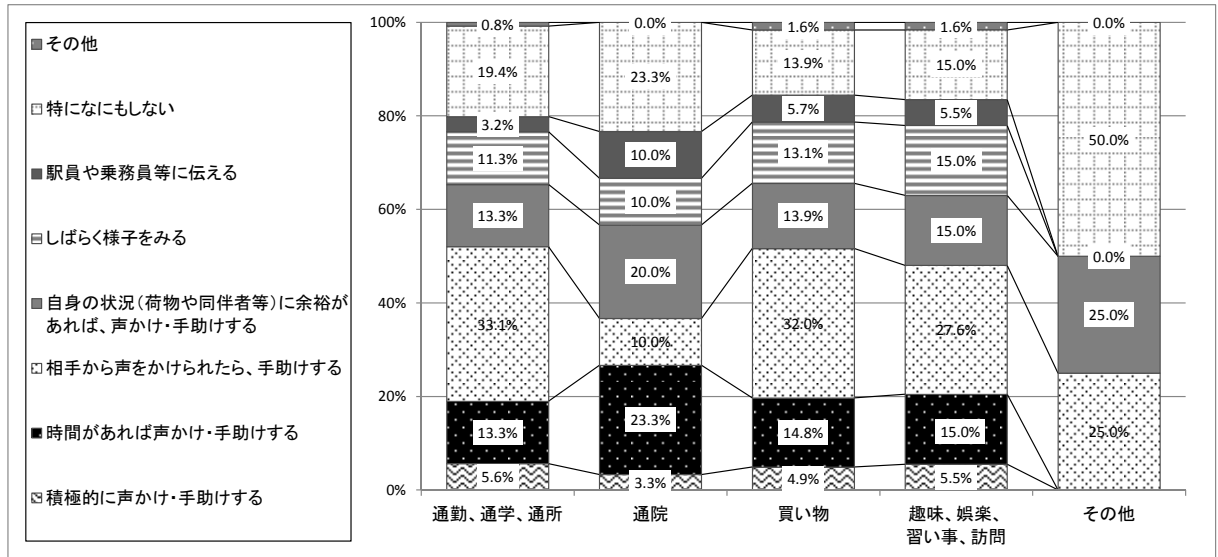 その他
特になにもしない
駅員や乗務員等に伝える
しばらく様子をみる
自身の状況(荷物や同伴者等)に余裕が
あれば、声かけ・手助けする
相手から声をかけられたら、手助けする
時間があれば声かけ・手助けする
積極的に声かけ・手助けする
100%
80%
60%
40%
20%
0%
0.8%
19.4%
3.2%
11.3%
13.3%
33.1%
13.3%
5.6%
0.0%
23.3%
10.0%
10.0%
20.0%
10.0%
23.3%
3.3%
1.6%
13.9%
5.7%
13.1%
13.9%
32.0%
14.8%
4.9%
1.6%
15.0%
5.5%
15.0%
15.0%
27.6%
15.0%
5.5%
0.0%
50.0%
0.0%
25.0%
25.0%
通勤、通学、通所
通院
買い物
趣味、娯楽、
習い事、訪問
その他